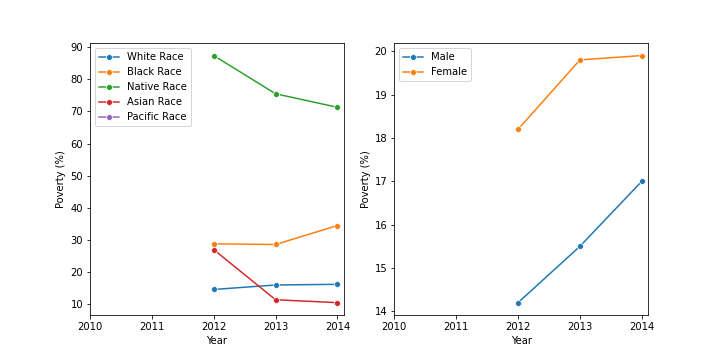 90
80
70
60
50
40
30
20
10
2010 2011 2012 2013 2014
Year
Poverty (%)
White Race
Black Race
Native Race
Asian Race
Pacific Race
20
19
18
17
16
15
14
2010 2011 2012 2013 2014
Year
Poverty (%)
Male
Female